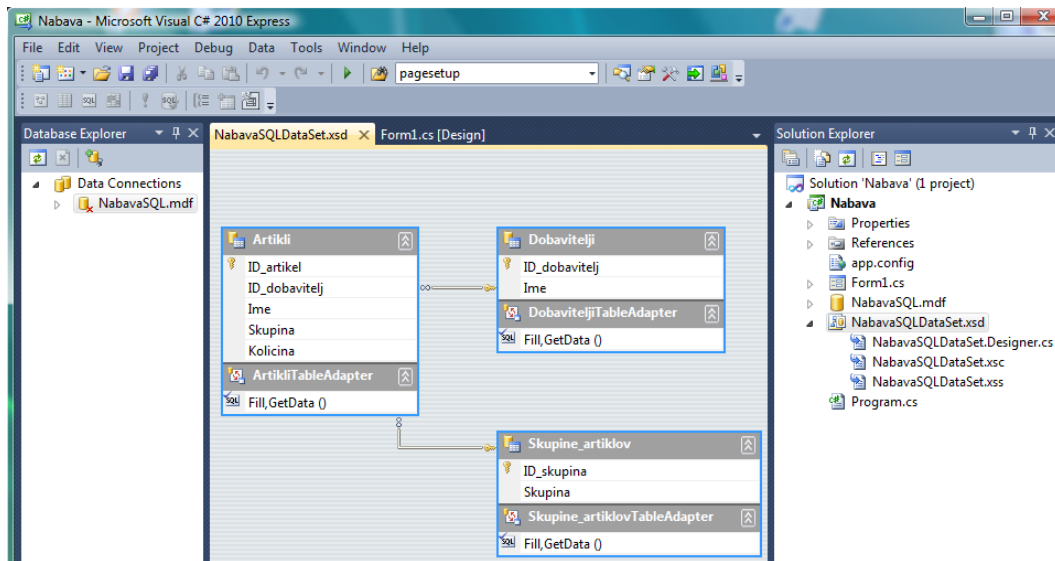 Nabava - Microsoft Visual C# 2010 Express
File Edit View Project Debug Data Tools Window Help
pagesetup
Database Explorer
Data Connections
NabavaSQL.mdf
NabavaSQLDataSet.xsd
Form1.cs [Design]
Artikli
ID_artikel
ID_dobavitelj
Ime
Skupina
Kolicina
ArtikliTableAdapter
Fill,GetData ()
Dobavitelji
ID_dobavitelj
Ime
DobaviteljiTableAdapter
Fill,GetData ()
Skupine_artiklov
ID_skupina
Skupina
Skupine_artiklovTableAdapter
Fill,GetData ()
Solution Explorer
Solution 'Nabava' (1 project)
Nabava
Properties
References
app.config
Form1.cs
NabavaSQL.mdf
NabavaSQLDataSet.xsd
NabavaSQLDataSet.Designer.cs
NabavaSQLDataSet.xsc
NabavaSQLDataSet.xss
Program.cs